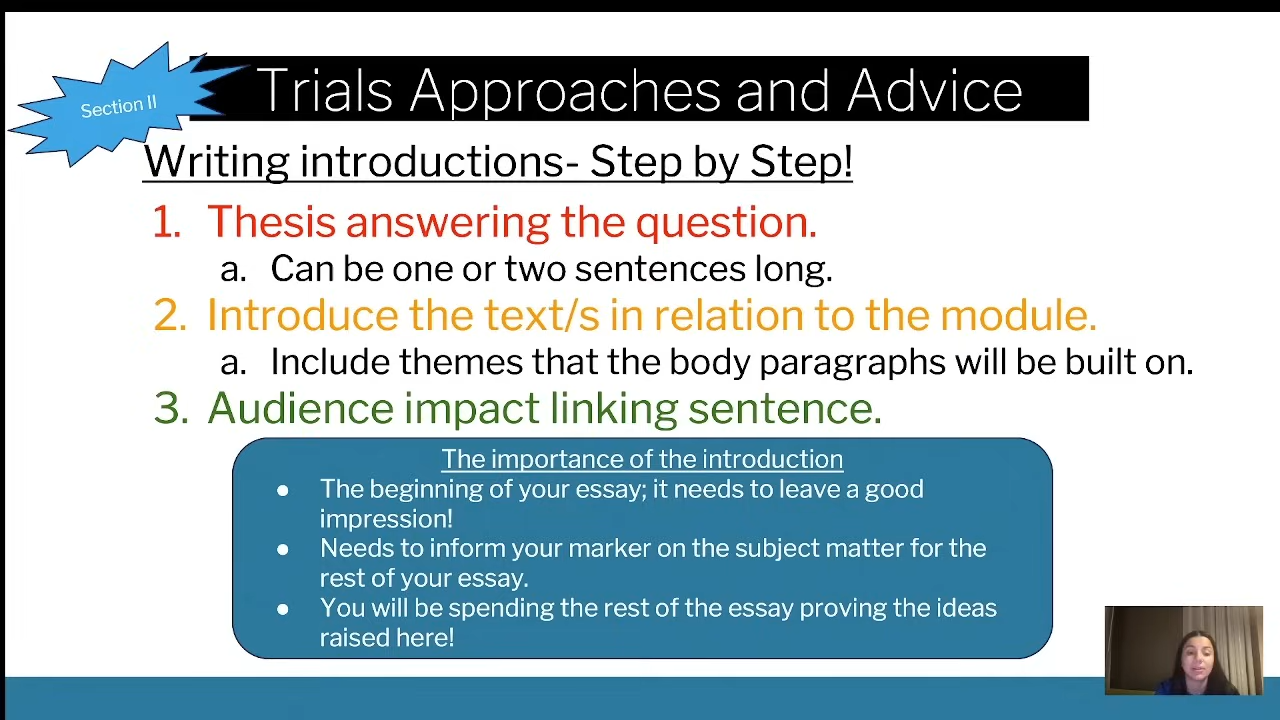 Section II
Trials Approaches and Advice
Writing introductions- Step by Step!
1. Thesis answering the question.
a. Can be one or two sentences long.
2. Introduce the text/s in relation to the module.
a. Include themes that the body paragraphs will be built on.
3. Audience impact linking sentence.
The importance of the introduction
● The beginning of your essay; it needs to leave a good
impression!
● Needs to inform your marker on the subject matter for the
rest of your essay.
● You will be spending the rest of the essay proving the ideas
raised here!